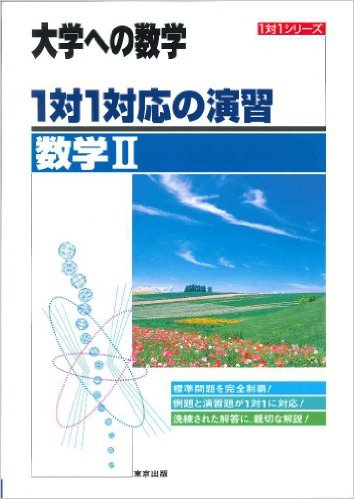 大学への数学
1対1シリーズ
1対1対応の演習
数学Ⅱ
標準問題を完全制覇!
例題と演習題が1対1に対応!
洗練された解答に、親切な解説!
東京出版